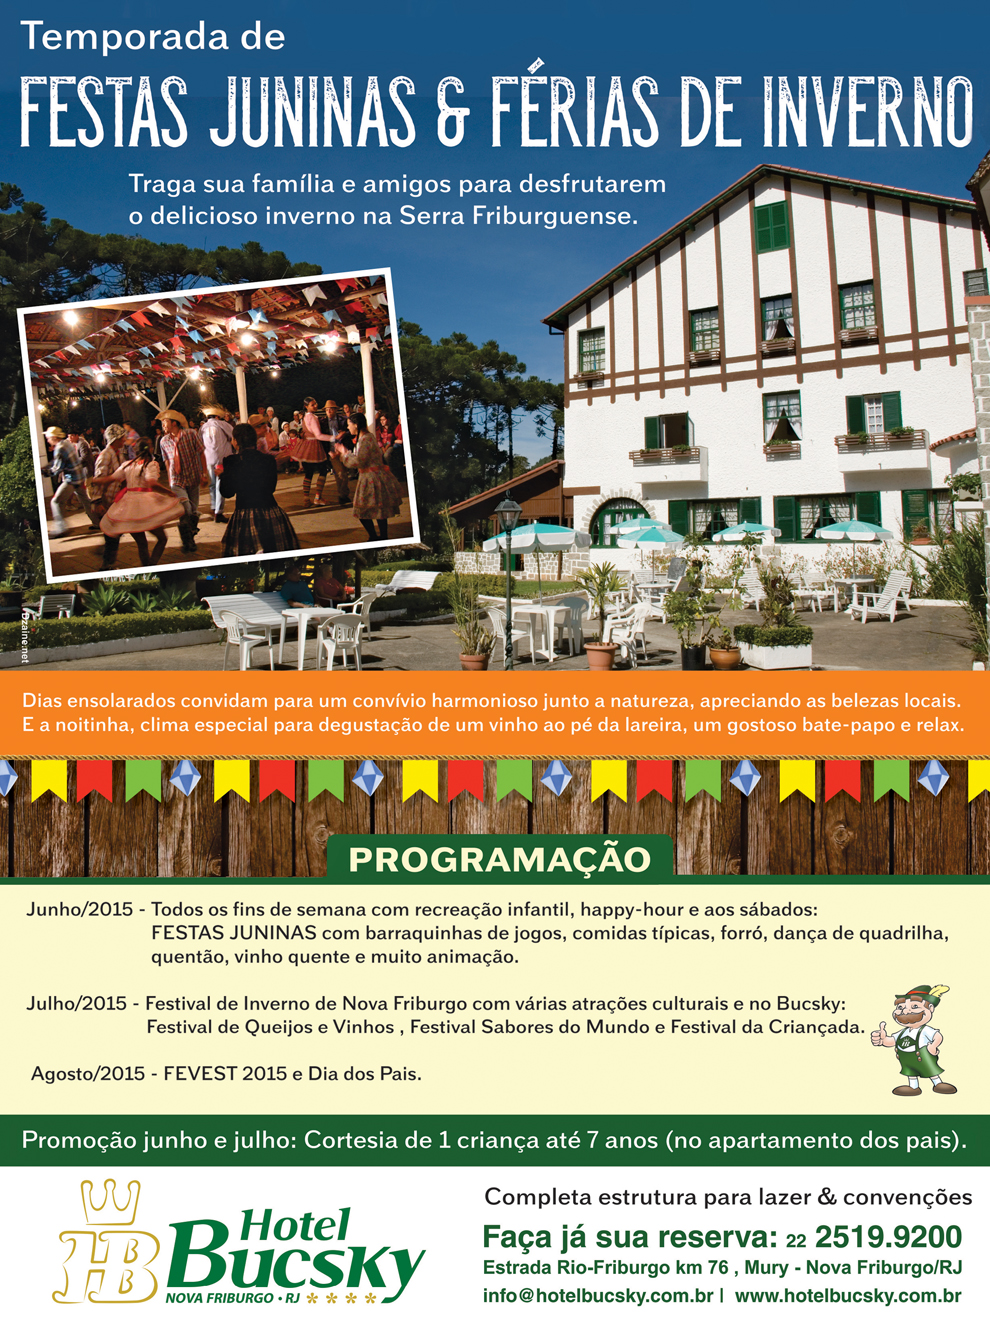 Temporada de
FESTAS JUNINAS & FÉRIAS DE INVERNO
Traga sua família e amigos para desfrutarem
o delicioso inverno na Serra Friburguense.
Dias ensolarados convidam para um convívio harmonioso junto a natureza, apreciando as belezas locais.
E a noitinha, clima especial para degustação de um vinho ao pé da lareira, um gostoso bate-papo e relax.
PROGRAMAÇÃO
Junho/2015 - Todos os fins de semana com recreação infantil, happy-hour e aos sábados:
FESTAS JUNINAS com barraquinhas de jogos, comidas típicas, forró, dança de quadrilha,
quentão, vinho quente e muito animação.
Julho/2015 - Festival de Inverno de Nova Friburgo com várias atrações culturais e no Bucsky:
Festival de Queijos e Vinhos , Festival Sabores do Mundo e Festival da Criançada.
Agosto/2015 - FEVEST 2015 e Dia dos Pais.
Promoção junho e julho: Cortesia de 1 criança até 7 anos (no apartamento dos pais).
HB
Hotel
Bucsky
NOVA FRIBURGO • RJ ****
Completa estrutura para lazer & convenções
Faça já sua reserva: 22 2519.9200
Estrada Rio-Friburgo km 76 , Mury - Nova Friburgo/RJ
info@hotelbucsky.com.br | www.hotelbucsky.com.br